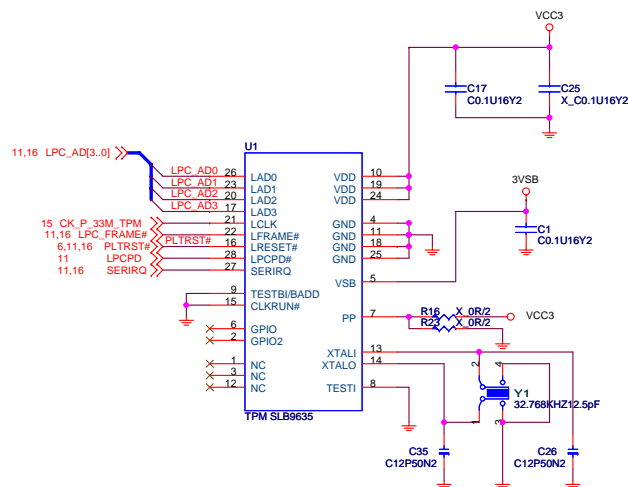 VCC3
C17
C0.1U16Y2
C25
X_C0.1U16Y2
U1
11,16 LPC_AD[3..0]
LPC_AD0 26 LAD0 VDD 10
LPC_AD1 23 LAD1 VDD 19
LPC_AD2 20 LAD2 VDD 24
LPC_AD3 17 LAD3
15 CK_P_33M_TPM 21 LCLK GND 4
11,16 LPC_FRAME# 22 LFRAME# GND 11
6,11,16 PLTRST# PLTRST# 16 LRESET# GND 18
11 LPCPD 28 LPCPD# GND 25
11,16 SERIRQ 27 SERIRQ
3VSB
C1
C0.1U16Y2
VSB 5
9 TESTBI/BADD
15 CLKRUN#
PP 7
R16 X_0R/2
R23 X_0R/2
VCC3
6 GPIO
2 GPIO2
XTALI 13
XTALO 14
1 NC
3 NC
12 NC
TESTI 8
TPM SLB9635
2 4
1 3
Y1
32.768KHZ12.5pF
C35
C12P50N2
C26
C12P50N2